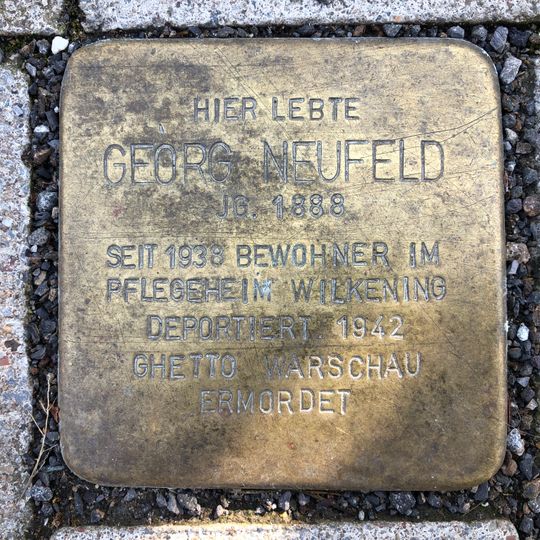 HIER LEBTE
GEORG NEUFELD
JG. 1888
SEIT 1938 BEWOHNER IM
PFLEGEHEIM WILKENING
DEPORTIERT 1942
GHETTO WARSCHAU
ERMORDET